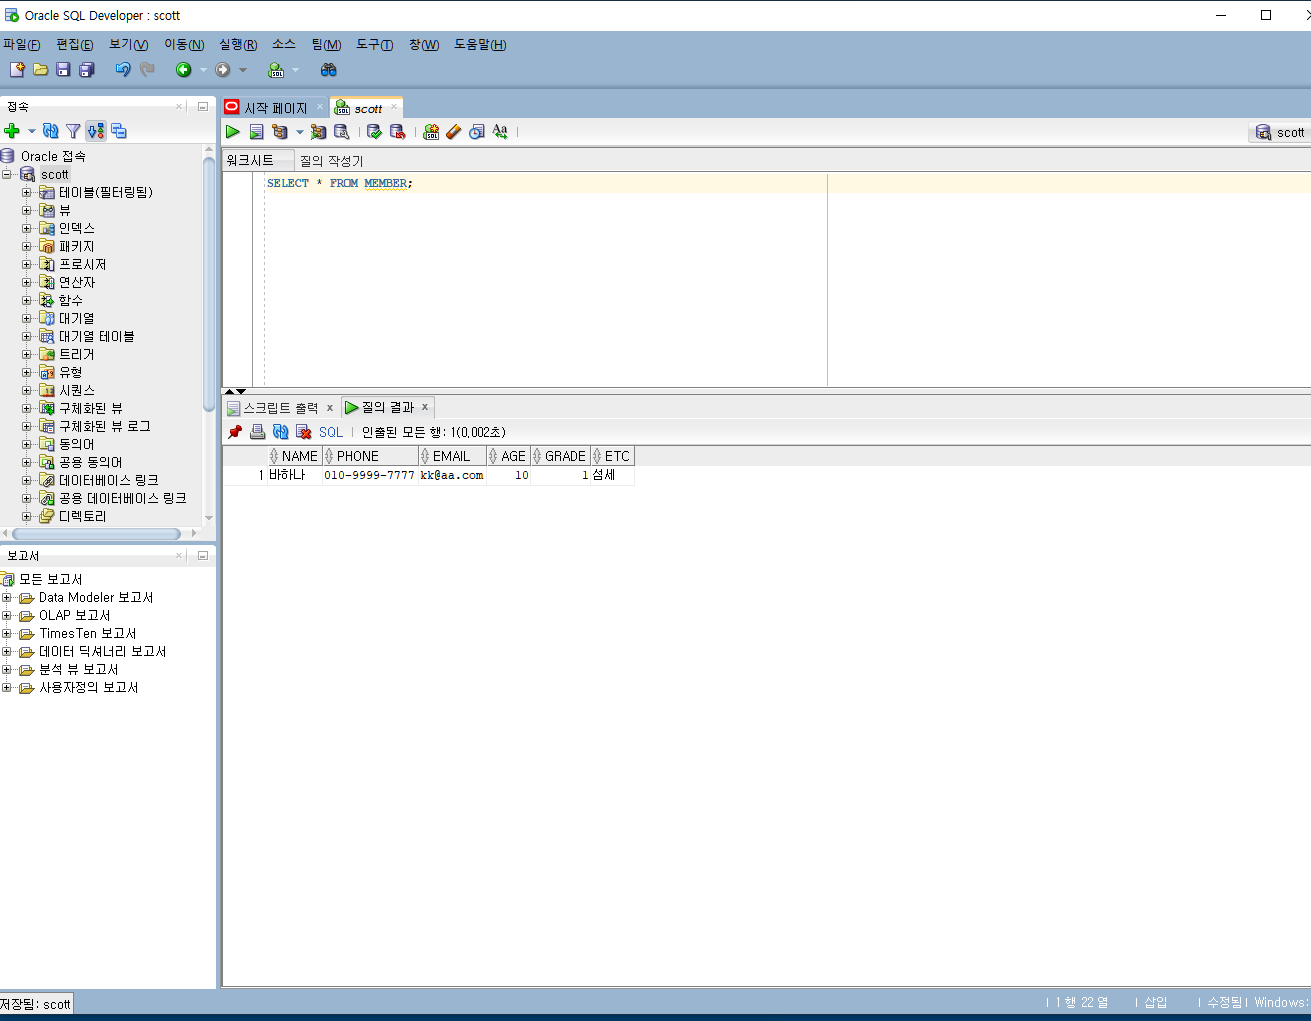 Oracle SQL Developer : scott
파일(F) 편집(E) 보기(V) 이동(N) 실행(R) 소스 팀(M) 도구(T) 창(W) 도움말(H)
접속
Oracle 접속
scott
테이블(필터링됨)
뷰
인덱스
패키지
프로시저
연산자
함수
대기열
대기열 테이블
트리거
유형
시퀀스
구체화된 뷰
구체화된 뷰 로그
동의어
공용 동의어
데이터베이스 링크
공용 데이터베이스 링크
디렉토리
보고서
모든 보고서
Data Modeler 보고서
OLAP 보고서
TimesTen 보고서
데이터 딕셔너리 보고서
분석 뷰 보고서
사용자정의 보고서
시작 페이지 scott
scott
워크시트 질의 작성기
SELECT * FROM MEMBER;
스크립트 출력 x 질의 결과 x
SQL 인출된 모든 행: 1(0,002초)
NAME PHONE EMAIL AGE GRADE ETC
1 바하나 010-9999-7777 kk@aa.com 10 1 섬세
저장됨: scott
1 행 22 열 삽입 수정됨 Windows: